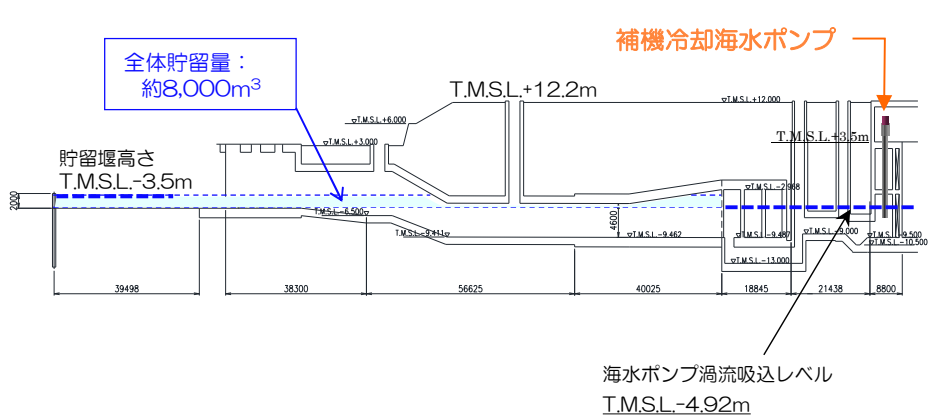 補機冷却海水ポンプ
全体貯留量：
約8,000m³
T.M.S.L.+12.2m
▽T.M.S.L.+12.000
▽T.M.S.L.+6.000
▽T.M.S.L.+3.000
T.M.S.L.+3.5m
貯留堰高さ
T.M.S.L.-3.5m
2000
▽T.M.S.L.-2.968
T.M.S.L.-6.500▽
4600
T.M.S.L.-9.411▽
▽T.M.S.L.-9.462
▽T.M.S.L.-9.487
▽T.M.S.L.-9.000
▽T.M.S.L.-9.500
▽T.M.S.L.-10.500
▽T.M.S.L.-13.000
39498
38300
56625
40025
18845
21438
8800
海水ポンプ渦流吸込レベル
T.M.S.L.-4.92m